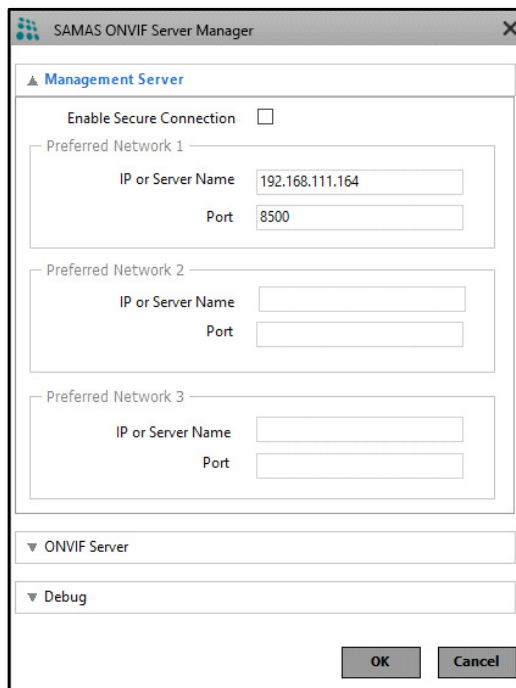 SAMAS ONVIF Server Manager
Management Server
Enable Secure Connection
Preferred Network 1
IP or Server Name 192.168.111.164
Port 8500
Preferred Network 2
IP or Server Name
Port
Preferred Network 3
IP or Server Name
Port
ONVIF Server
Debug
OK Cancel